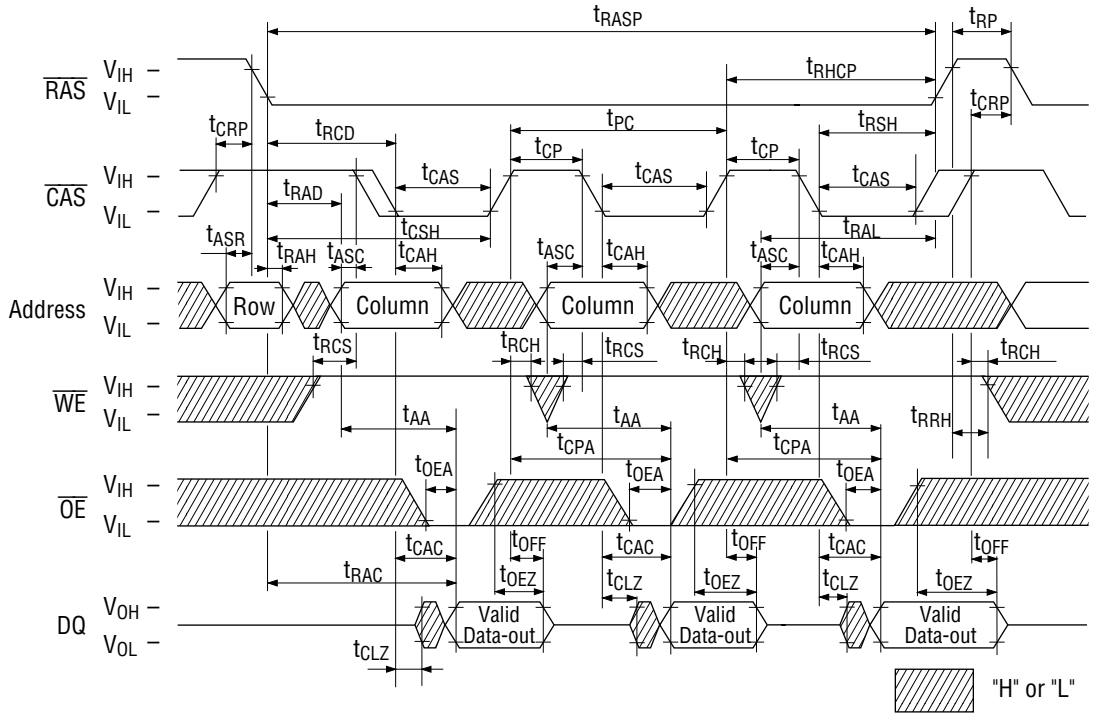 tRASP tRP
RAS VIH VIL tRHCP
tCRP tRCD tPC tRSH tCRP
CAS VIH VIL tRAD tCAS tCP tCAS tCP tCAS
tCSH tRAL
tASR tRAH tASC tCAH tASC tCAH tASC tCAH
Address VIH VIL Row Column Column Column
tRCS tRCH tRCS tRCH tRCS tRCH
WE VIH VIL
tAA tAA tAA tRRH
tCPA tCPA
OE VIH VIL tOEA tOEA tOEA
tCAC tOFF tCAC tOFF tCAC tOFF
tRAC tOEZ tCLZ tOEZ tCLZ tOEZ
DQ VOH VOL Valid Data-out Valid Data-out Valid Data-out
tCLZ
"H" or "L"